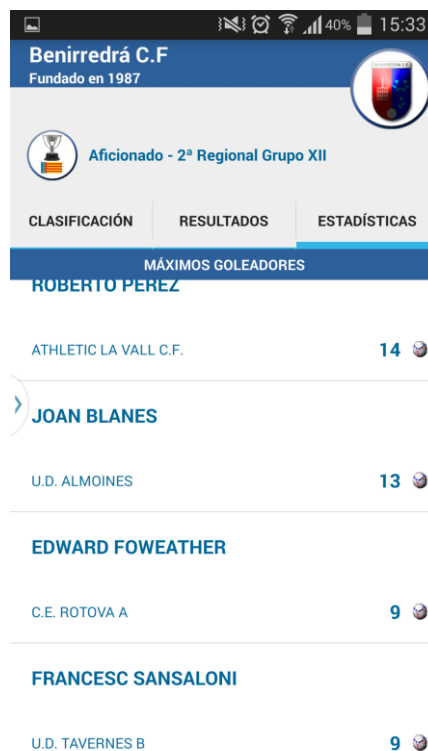 40% 15:33
Benirredrá C.F
Fundado en 1987
Aficionado - 2ª Regional Grupo XII
CLASIFICACIÓN RESULTADOS ESTADÍSTICAS
MÁXIMOS GOLEADORES
ROBERTO PEREZ
ATHLETIC LA VALL C.F. 14
JOAN BLANES
U.D. ALMOINES 13
EDWARD FOWEATHER
C.E. ROTOVA A 9
FRANCESC SANSALONI
U.D. TAVERNES B 9